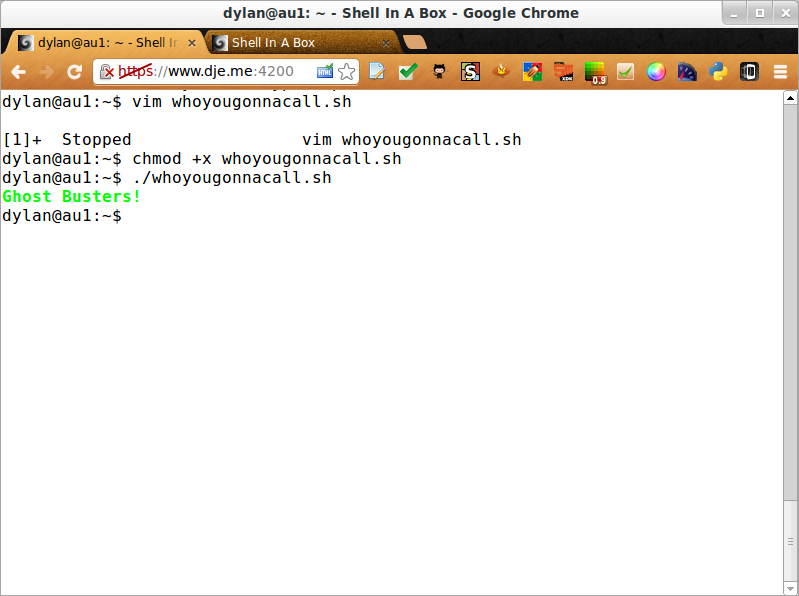 dylan@au1: ~ - Shell In A Box - Google Chrome
dylan@au1: ~ - Shell In
Shell In A Box
https://www.dje.me:4200
HTML
XDK
0.9
dylan@au1:~$ vim whoyougonnacall.sh
[1]+  Stopped                 vim whoyougonnacall.sh
dylan@au1:~$ chmod +x whoyougonnacall.sh
dylan@au1:~$ ./whoyougonnacall.sh
Ghost Busters!
dylan@au1:~$